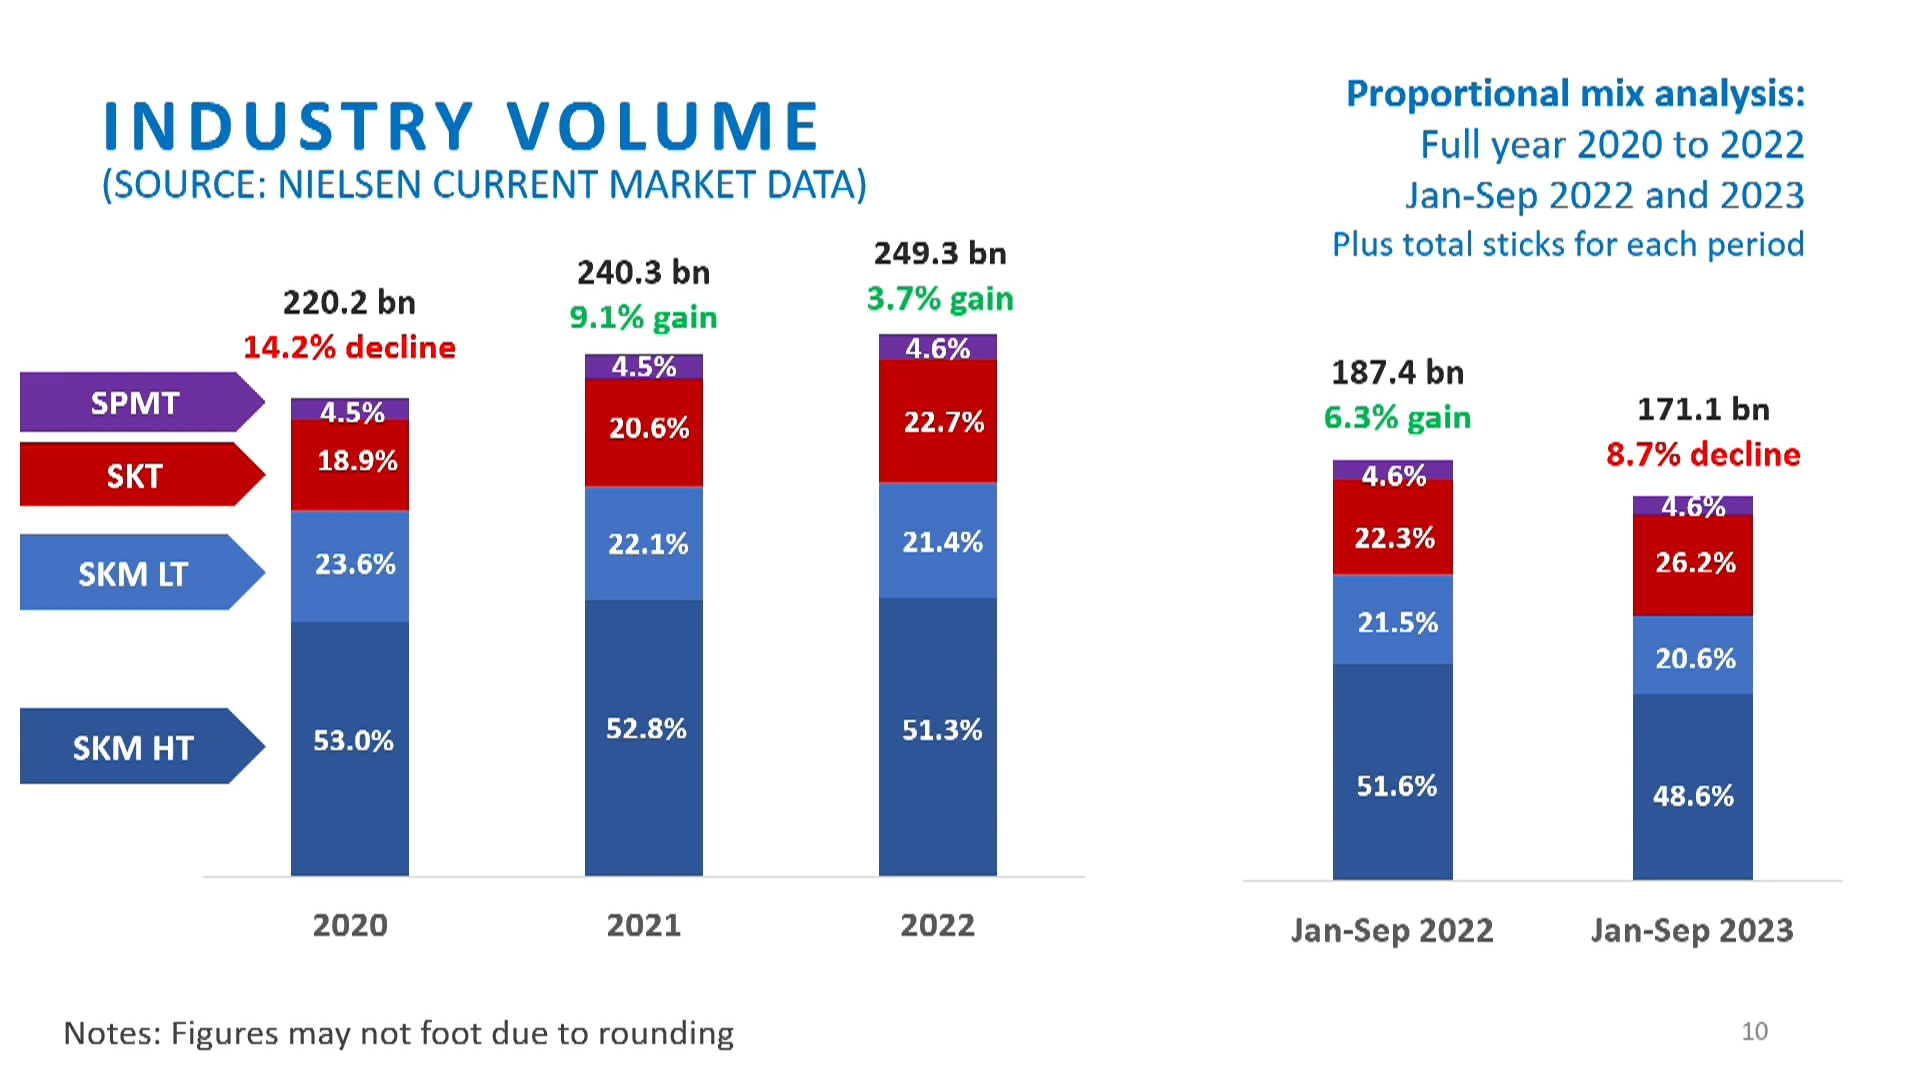 INDUSTRY VOLUME
(SOURCE: NIELSEN CURRENT MARKET DATA)
Proportional mix analysis:
Full year 2020 to 2022
Jan-Sep 2022 and 2023
Plus total sticks for each period
SPMT
SKT
SKM LT
SKM HT
220.2 bn
14.2% decline
4.5%
18.9%
23.6%
53.0%
2020
240.3 bn
9.1% gain
4.5%
20.6%
22.1%
52.8%
2021
249.3 bn
3.7% gain
4.6%
22.7%
21.4%
51.3%
2022
187.4 bn
6.3% gain
4.6%
22.3%
21.5%
51.6%
Jan-Sep 2022
171.1 bn
8.7% decline
4.6%
26.2%
20.6%
48.6%
Jan-Sep 2023
Notes: Figures may not foot due to rounding
10